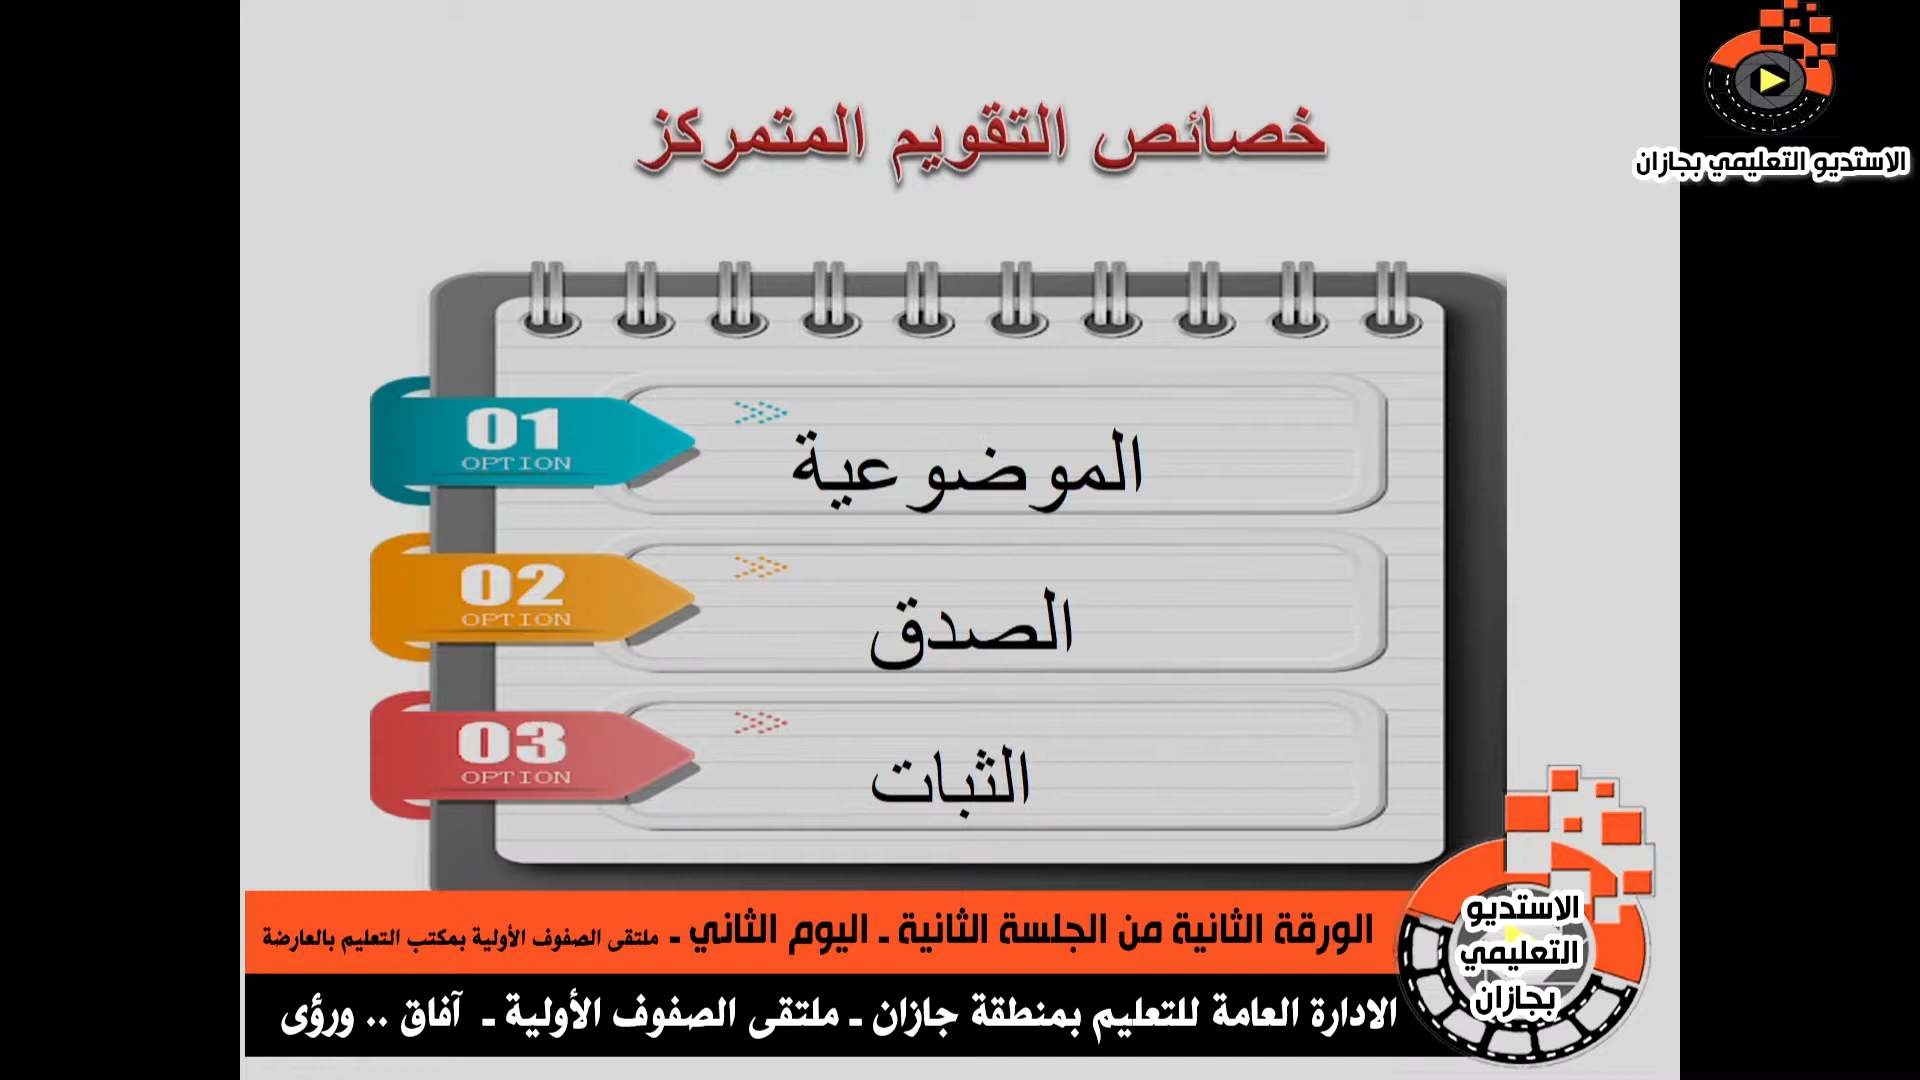 الاستديو التعليمي بجازان
خصائص التقويم المتمركز
01
OPTION
الموضوعية
02
OPTION
الصدق
03
OPTION
الثبات
الورقة الثانية من الجلسة الثانية ـ اليوم الثاني ـ ملتقى الصفوف الأولية بمكتب التعليم بالعارضة
الادارة العامة للتعليم بمنطقة جازان ـ ملتقى الصفوف الأولية ـ آفاق .. ورؤى
الاستديو
التعليمي
بجازان